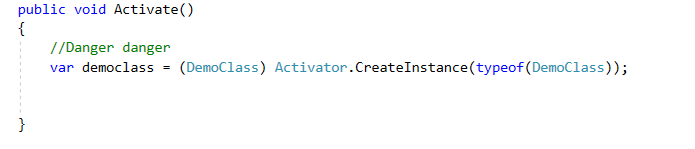 public void Activate()
{
//Danger danger
var democlass = (DemoClass) Activator.CreateInstance(typeof(DemoClass));
}